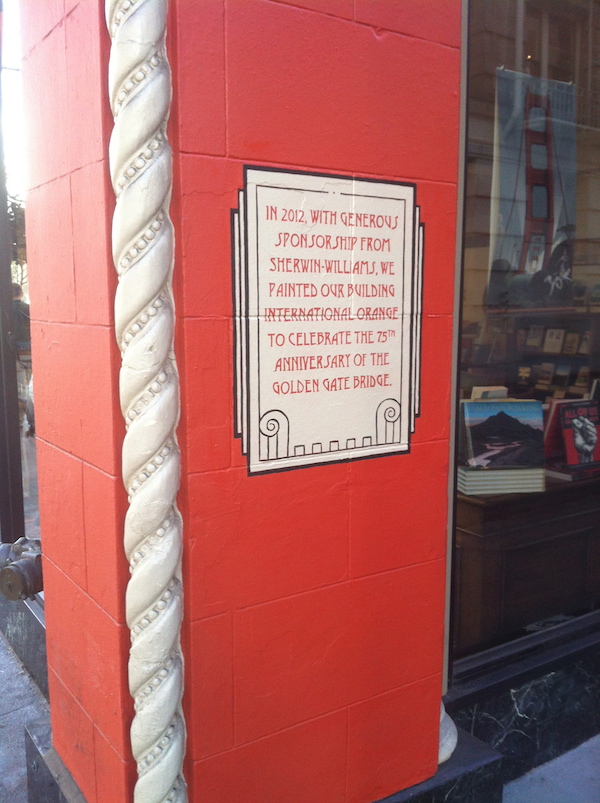 IN 2012, WITH GENEROUS
SPONSORSHIP FROM
SHERWIN-WILLIAMS, WE
PAINTED OUR BUILDING
INTERNATIONAL ORANGE
TO CELEBRATE THE 75TH
ANNIVERSARY OF THE
GOLDEN GATE BRIDGE.